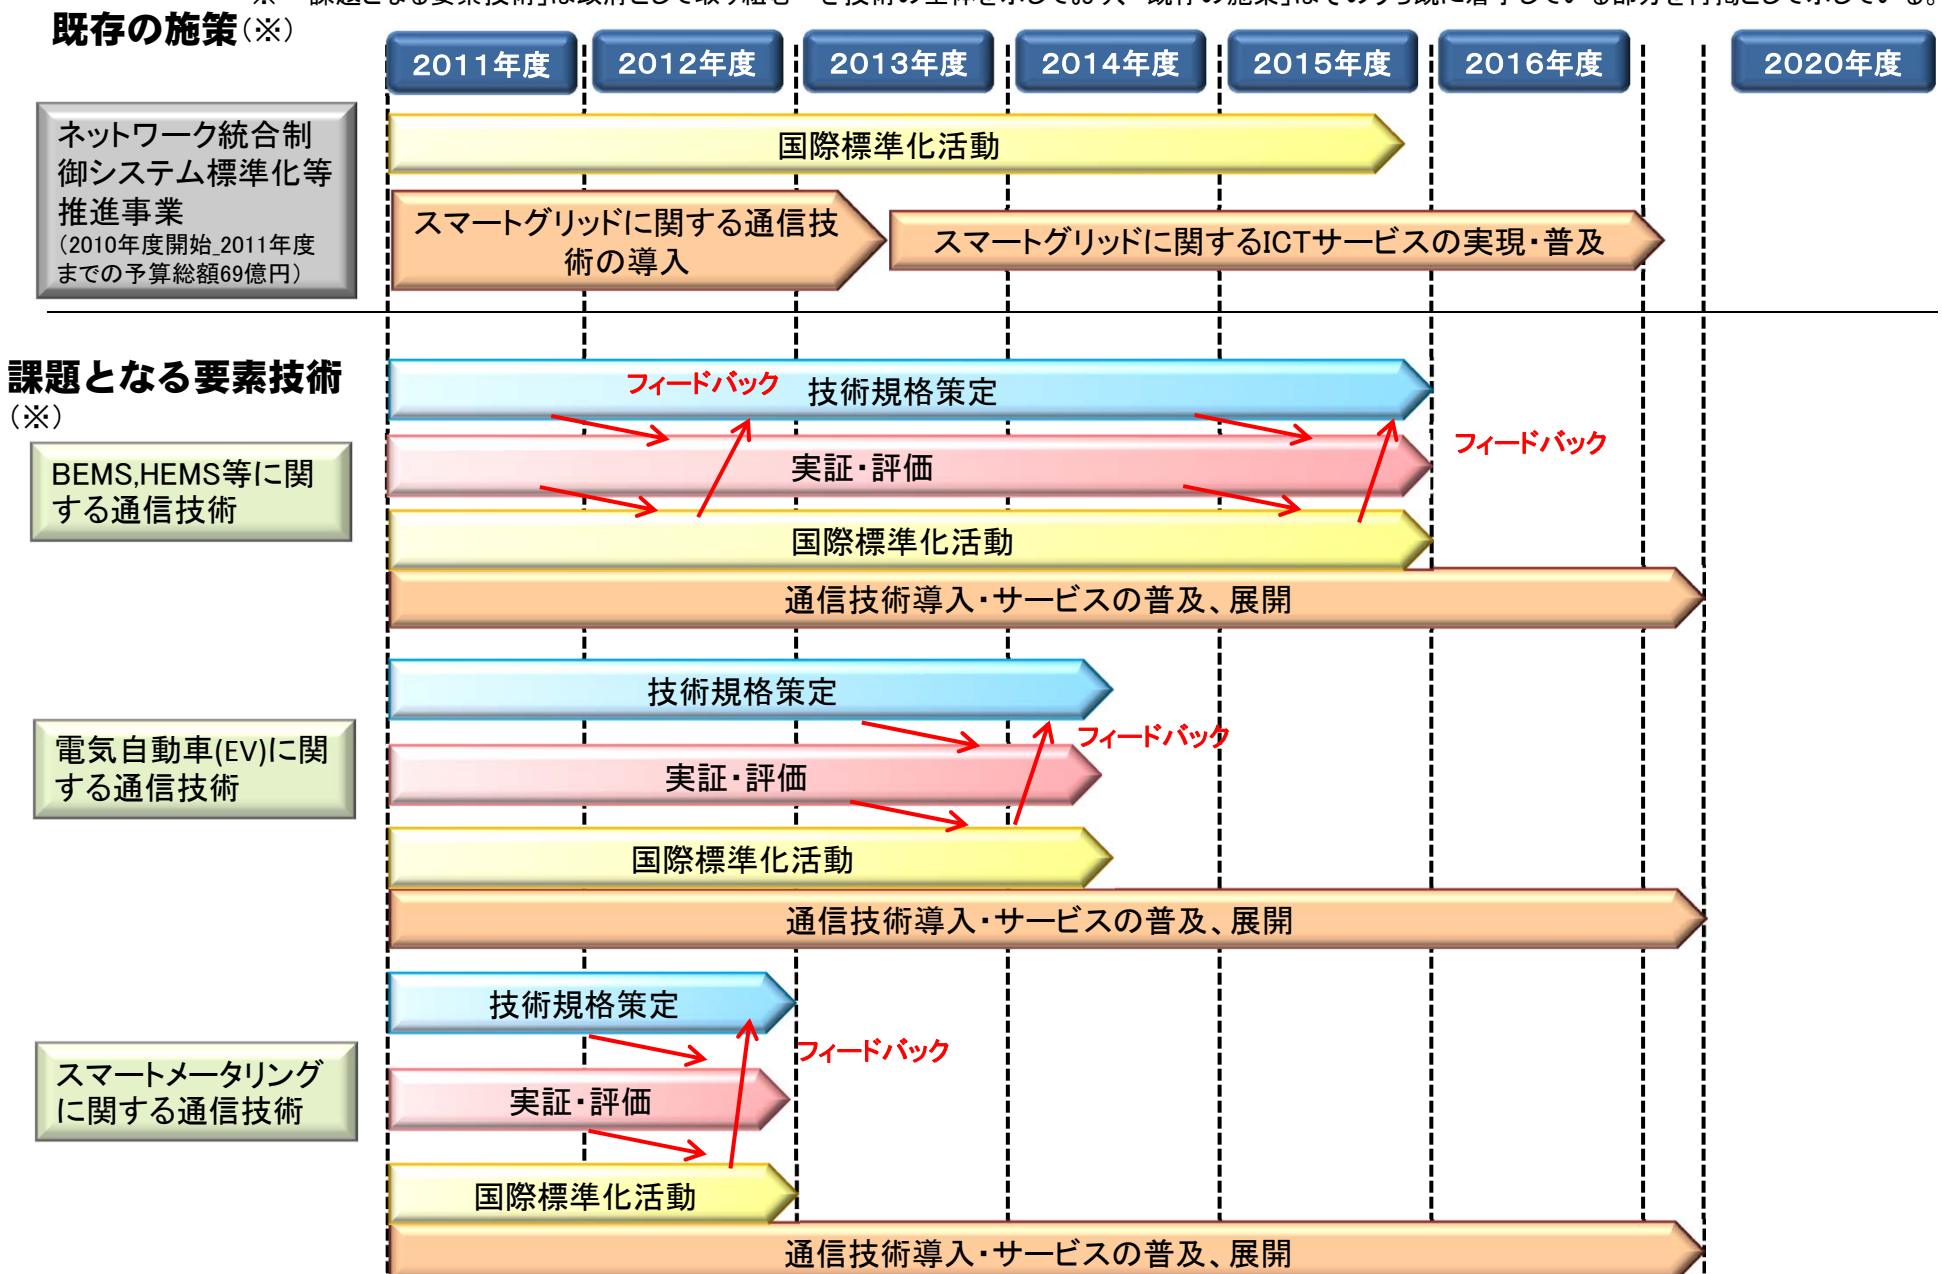 既存の施策(※)
2011年度 2012年度 2013年度 2014年度 2015年度 2016年度 2020年度
ネットワーク統合制
御システム標準化等
推進事業
(2010年度開始_2011年度
までの予算総額69億円)
国際標準化活動
スマートグリッドに関する通信技
術の導入
スマートグリッドに関するICTサービスの実現・普及
課題となる要素技術
(※)
BEMS,HEMS等に関
する通信技術
フィードバック
技術規格策定
実証・評価
フィードバック
国際標準化活動
通信技術導入・サービスの普及、展開
電気自動車(EV)に関
する通信技術
技術規格策定
フィードバック
実証・評価
国際標準化活動
通信技術導入・サービスの普及、展開
スマートメータリング
に関する通信技術
技術規格策定
フィードバック
実証・評価
国際標準化活動
通信技術導入・サービスの普及、展開